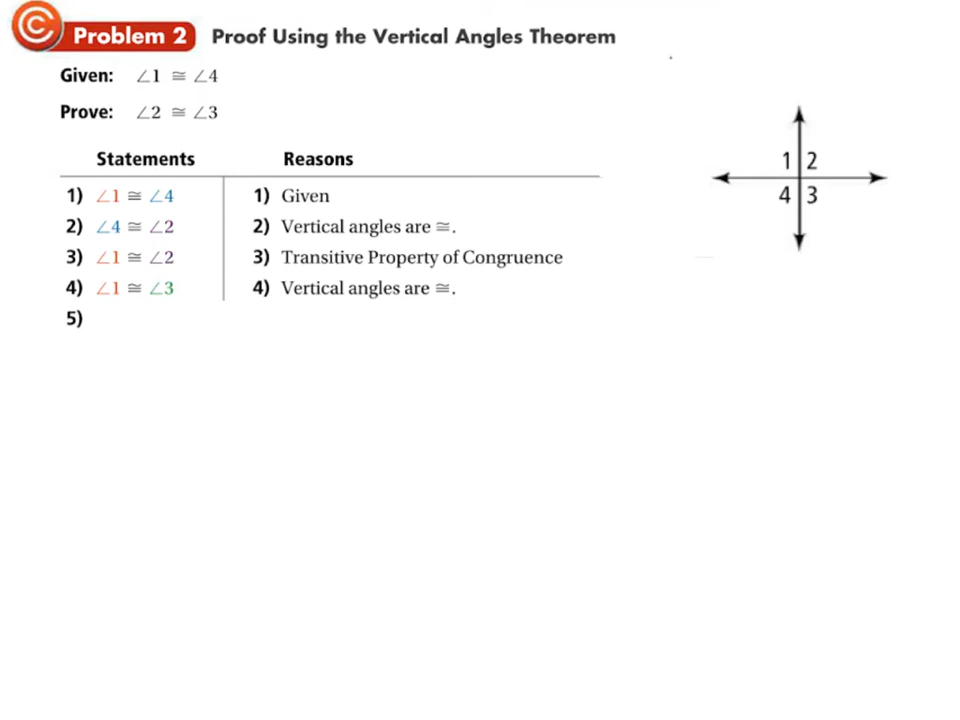 C Problem 2 Proof Using the Vertical Angles Theorem
Given: ∠1 ≅ ∠4
Prove: ∠2 ≅ ∠3
Statements Reasons
1) ∠1 ≅ ∠4 1) Given
2) ∠4 ≅ ∠2 2) Vertical angles are ≅.
3) ∠1 ≅ ∠2 3) Transitive Property of Congruence
4) ∠1 ≅ ∠3 4) Vertical angles are ≅.
5)
1 2
4 3